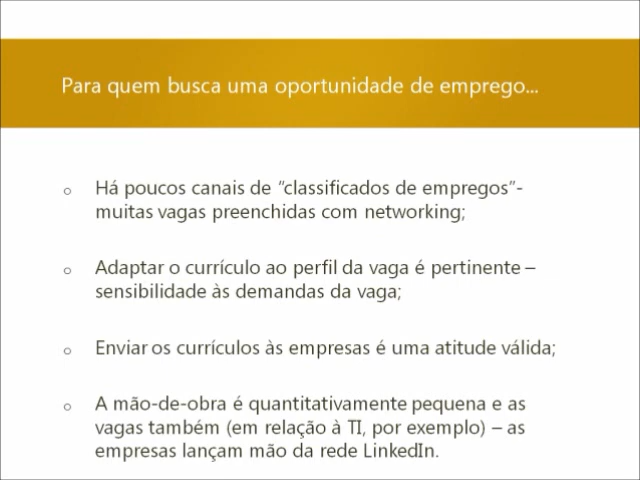 Para quem busca uma oportunidade de emprego...
○ Há poucos canais de “classificados de empregos”-
muitas vagas preenchidas com networking;
○ Adaptar o currículo ao perfil da vaga é pertinente –
sensibilidade às demandas da vaga;
○ Enviar os currículos às empresas é uma atitude válida;
○ A mão-de-obra é quantitativamente pequena e as
vagas também (em relação à TI, por exemplo) – as
empresas lançam mão da rede LinkedIn.